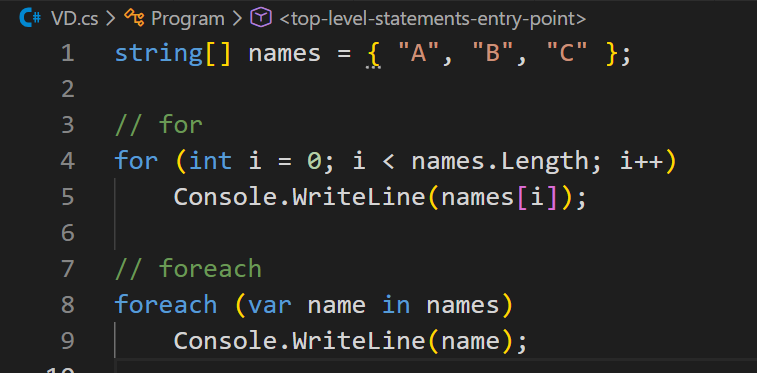 C# VD.cs > Program > <top-level-statements-entry-point>
1 string[] names = { "A", "B", "C" };
2
3 // for
4 for (int i = 0; i < names.Length; i++)
5     Console.WriteLine(names[i]);
6
7 // foreach
8 foreach (var name in names)
9     Console.WriteLine(name);
10